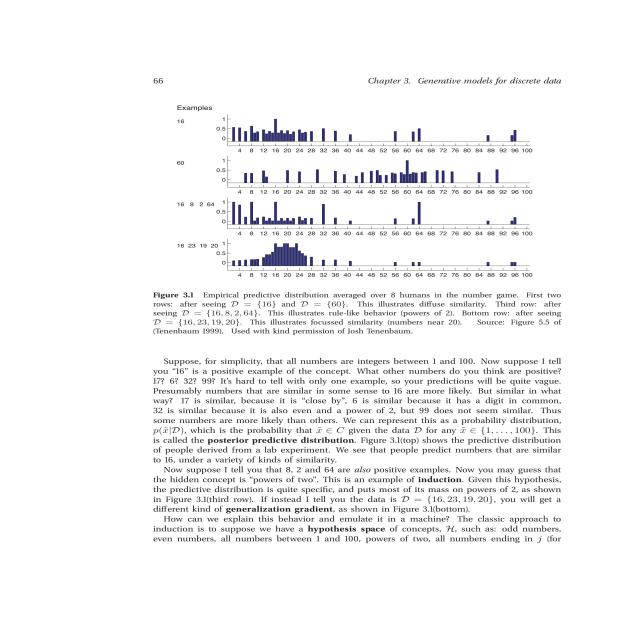 66
Chapter 3. Generative models for discrete data
Examples
16
1
0.5
0
4 8 12 16 20 24 28 32 36 40 44 48 52 56 60 64 68 72 76 80 84 88 92 96 100
60
1
0.5
0
4 8 12 16 20 24 28 32 36 40 44 48 52 56 60 64 68 72 76 80 84 88 92 96 100
16 8 2 64
1
0.5
0
4 8 12 16 20 24 28 32 36 40 44 48 52 56 60 64 68 72 76 80 84 88 92 96 100
16 23 19 20
1
0.5
0
4 8 12 16 20 24 28 32 36 40 44 48 52 56 60 64 68 72 76 80 84 88 92 96 100
Figure 3.1 Empirical predictive distribution averaged over 8 humans in the number game. First two
rows: after seeing D = {16} and D = {60}. This illustrates diffuse similarity. Third row: after
seeing D = {16, 8, 2, 64}. This illustrates rule-like behavior (powers of 2). Bottom row: after seeing
D = {16, 23, 19, 20}. This illustrates focussed similarity (numbers near 20). Source: Figure 5.5 of
(Tenenbaum 1999). Used with kind permission of Josh Tenenbaum.
Suppose, for simplicity, that all numbers are integers between 1 and 100. Now suppose I tell
you “16” is a positive example of the concept. What other numbers do you think are positive?
17? 6? 32? 99? It's hard to tell with only one example, so your predictions will be quite vague.
Presumably numbers that are similar in some sense to 16 are more likely. But similar in what
way? 17 is similar, because it is “close by”, 6 is similar because it has a digit in common,
32 is similar because it is also even and a power of 2, but 99 does not seem similar. Thus
some numbers are more likely than others. We can represent this as a probability distribution,
p(x̃|D), which is the probability that x̃ ∈ C given the data D for any x̃ ∈ {1, . . . , 100}. This
is called the posterior predictive distribution. Figure 3.1(top) shows the predictive distribution
of people derived from a lab experiment. We see that people predict numbers that are similar
to 16, under a variety of kinds of similarity.
Now suppose I tell you that 8, 2 and 64 are also positive examples. Now you may guess that
the hidden concept is “powers of two”. This is an example of induction. Given this hypothesis,
the predictive distribution is quite specific, and puts most of its mass on powers of 2, as shown
in Figure 3.1(third row). If instead I tell you the data is D = {16, 23, 19, 20}, you will get a
different kind of generalization gradient, as shown in Figure 3.1(bottom).
How can we explain this behavior and emulate it in a machine? The classic approach to
induction is to suppose we have a hypothesis space of concepts, H, such as: odd numbers,
even numbers, all numbers between 1 and 100, powers of two, all numbers ending in j (for